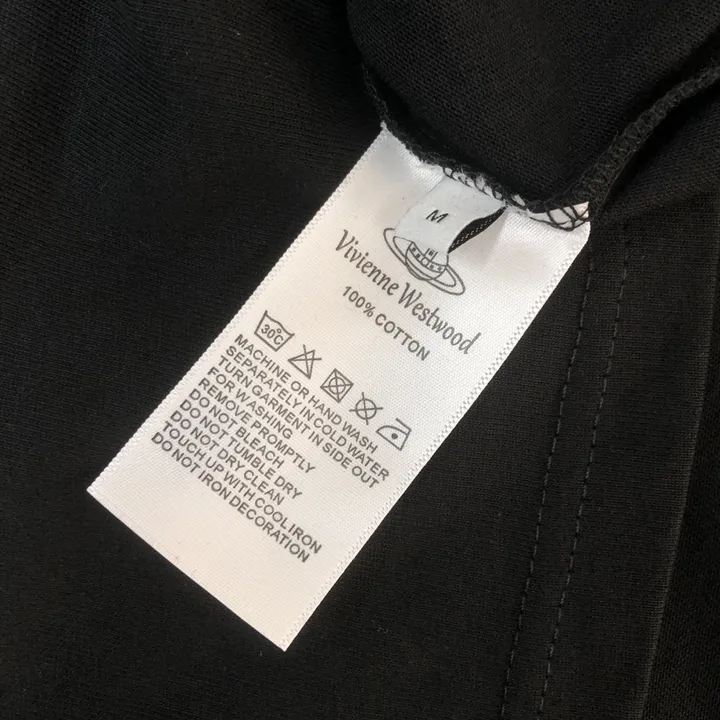 M
Vivienne Westwood
100% COTTON
30C
MACHINE OR HAND WASH
SEPARATELY IN COLD WATER
TURN GARMENT IN SIDE OUT
FOR WASHING
REMOVE PROMPTLY
DO NOT BLEACH
DO NOT TUMBLE DRY
DO NOT DRY CLEAN
TOUCH UP WITH COOL IRON
DO NOT IRON DECORATION